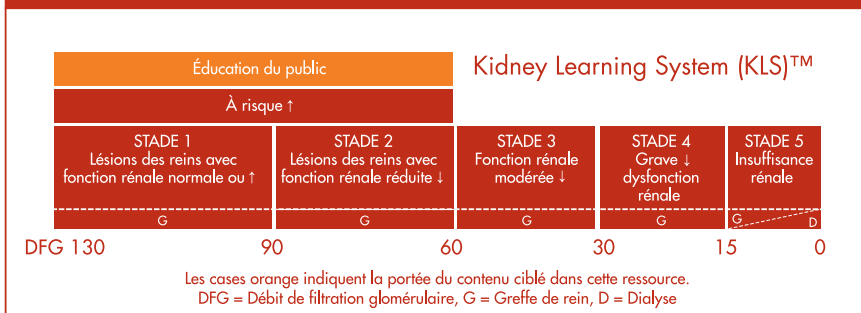 Éducation du public
Kidney Learning System (KLS)™
À risque ↑
STADE 1
Lésions des reins avec
fonction rénale normale ou ↑
STADE 2
Lésions des reins avec
fonction rénale réduite ↓
STADE 3
Fonction rénale
modérée ↓
STADE 4
Grave ↓
dysfonction
rénale
STADE 5
Insuffisance
rénale
G G G G G D
DFG 130 90 60 30 15 0
Les cases orange indiquent la portée du contenu ciblé dans cette ressource.
DFG = Débit de filtration glomérulaire, G = Greffe de rein, D = Dialyse